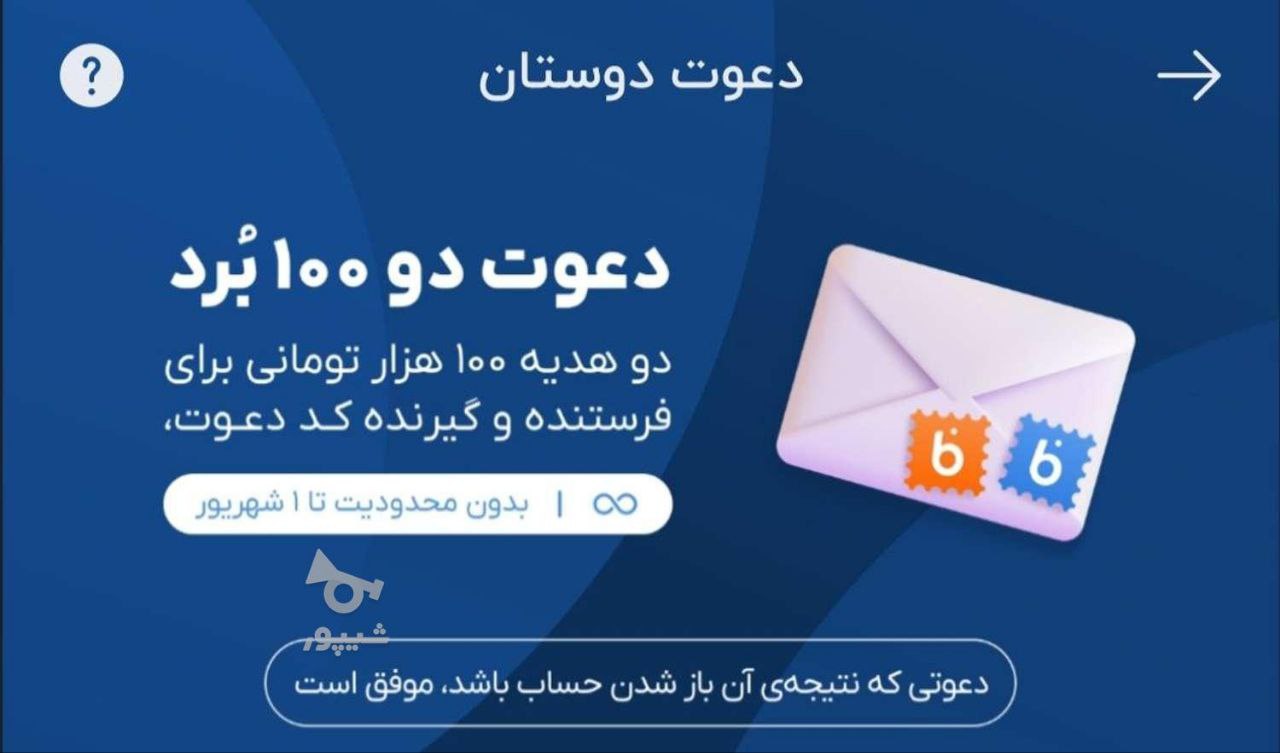 دعوت دوستان
?
دعوت دو ۱۰۰ بُرد
دو هدیه ۱۰۰ هزار تومانی برای
فرستنده و گیرنده کد دعوت،
بدون محدودیت تا ۱ شهریور
شیپور
دعوتی که نتیجه‌ی آن باز شدن حساب باشد، موفق است